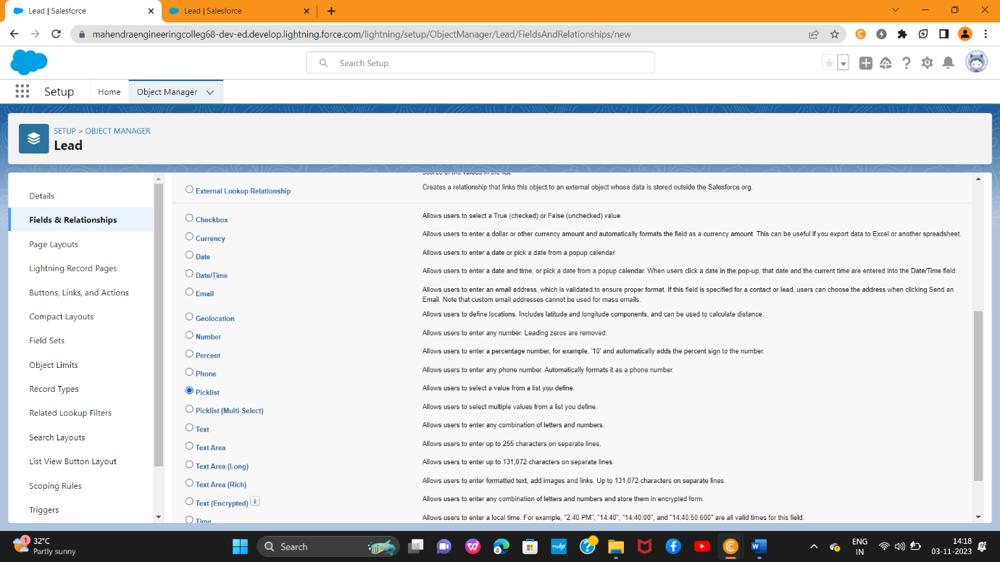 Lead | Salesforce
Lead | Salesforce
mahendraengineeringcolleg68-dev-ed.develop.lightning.force.com/lightning/setup/ObjectManager/Lead/FieldsAndRelationships/new
Search Setup
Setup
Home
Object Manager
SETUP > OBJECT MANAGER
Lead
Details
Fields & Relationships
Page Layouts
Lightning Record Pages
Buttons, Links, and Actions
Compact Layouts
Field Sets
Object Limits
Record Types
Related Lookup Filters
Search Layouts
List View Button Layout
Scoping Rules
Triggers
source of the values in the list.
External Lookup Relationship Creates a relationship that links this object to an external object whose data is stored outside the Salesforce org.
Checkbox Allows users to select a True (checked) or False (unchecked) value.
Currency Allows users to enter a dollar or other currency amount and automatically formats the field as a currency amount. This can be useful if you export data to Excel or another spreadsheet.
Date Allows users to enter a date or pick a date from a popup calendar.
Date/Time Allows users to enter a date and time, or pick a date from a popup calendar. When users click a date in the pop-up, that date and the current time are entered into the Date/Time field.
Email Allows users to enter an email address, which is validated to ensure proper format. If this field is specified for a contact or lead, users can choose the address when clicking Send an
Email. Note that custom email addresses cannot be used for mass emails.
Geolocation Allows users to define locations. Includes latitude and longitude components, and can be used to calculate distance.
Number Allows users to enter any number. Leading zeros are removed.
Percent Allows users to enter a percentage number, for example, '10' and automatically adds the percent sign to the number.
Phone Allows users to enter any phone number. Automatically formats it as a phone number.
Picklist Allows users to select a value from a list you define.
Picklist (Multi-Select) Allows users to select multiple values from a list you define.
Text Allows users to enter any combination of letters and numbers.
Text Area Allows users to enter up to 255 characters on separate lines.
Text Area (Long) Allows users to enter up to 131,072 characters on separate lines.
Text Area (Rich) Allows users to enter formatted text, add images and links. Up to 131,072 characters on separate lines.
Text (Encrypted) i Allows users to enter any combination of letters and numbers and store them in encrypted form.
Time Allows users to enter a local time. For example, "2:40 PM", "14:40", "14:40:00", and "14:40:50.600" are all valid times for this field.
1
32°C
Partly sunny
Search
myhp
ENG
IN
14:18
03-11-2023